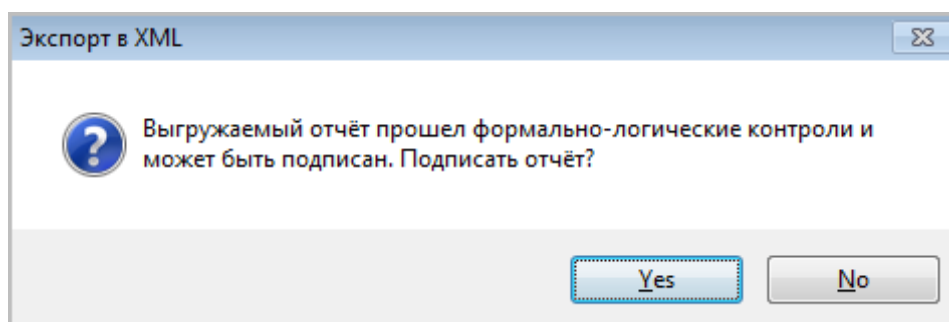 Экспорт в XML
Выгружаемый отчёт прошел формально-логические контроли и
может быть подписан. Подписать отчёт?
Yes
No